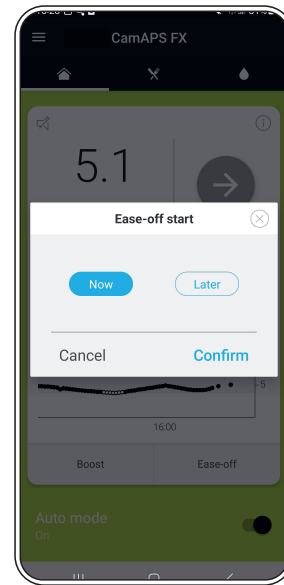 CamAPS FX
5.1
Ease-off start
Now
Later
Cancel
Confirm
5
16:00
Boost
Ease-off
Auto mode
On